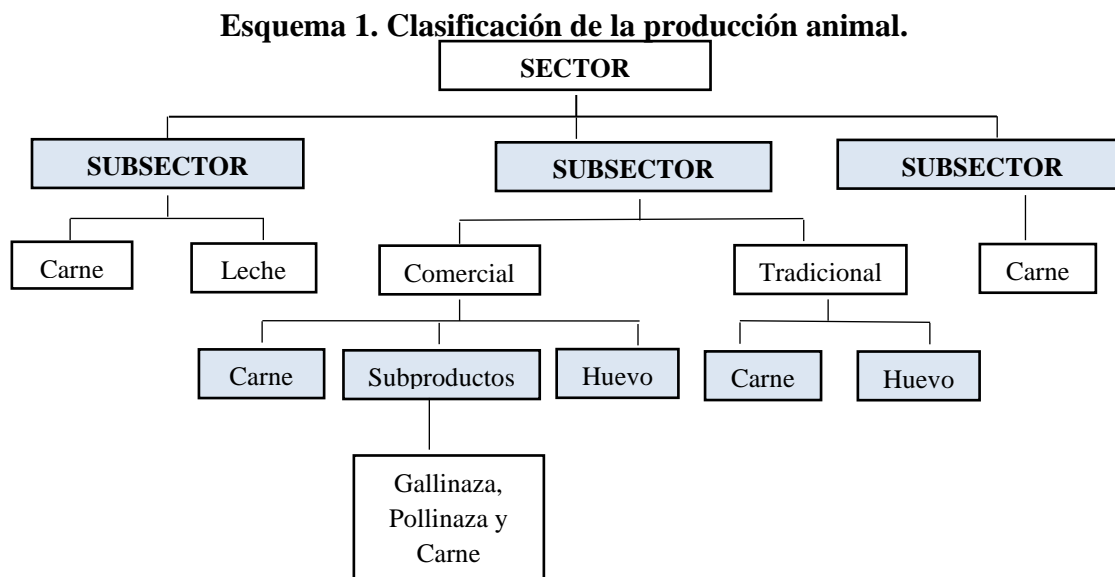 Esquema 1. Clasificación de la producción animal.
SECTOR
SUBSECTOR
SUBSECTOR
SUBSECTOR
Carne
Leche
Comercial
Tradicional
Carne
Carne
Subproductos
Huevo
Carne
Huevo
Gallinaza,
Pollinaza y
Carne